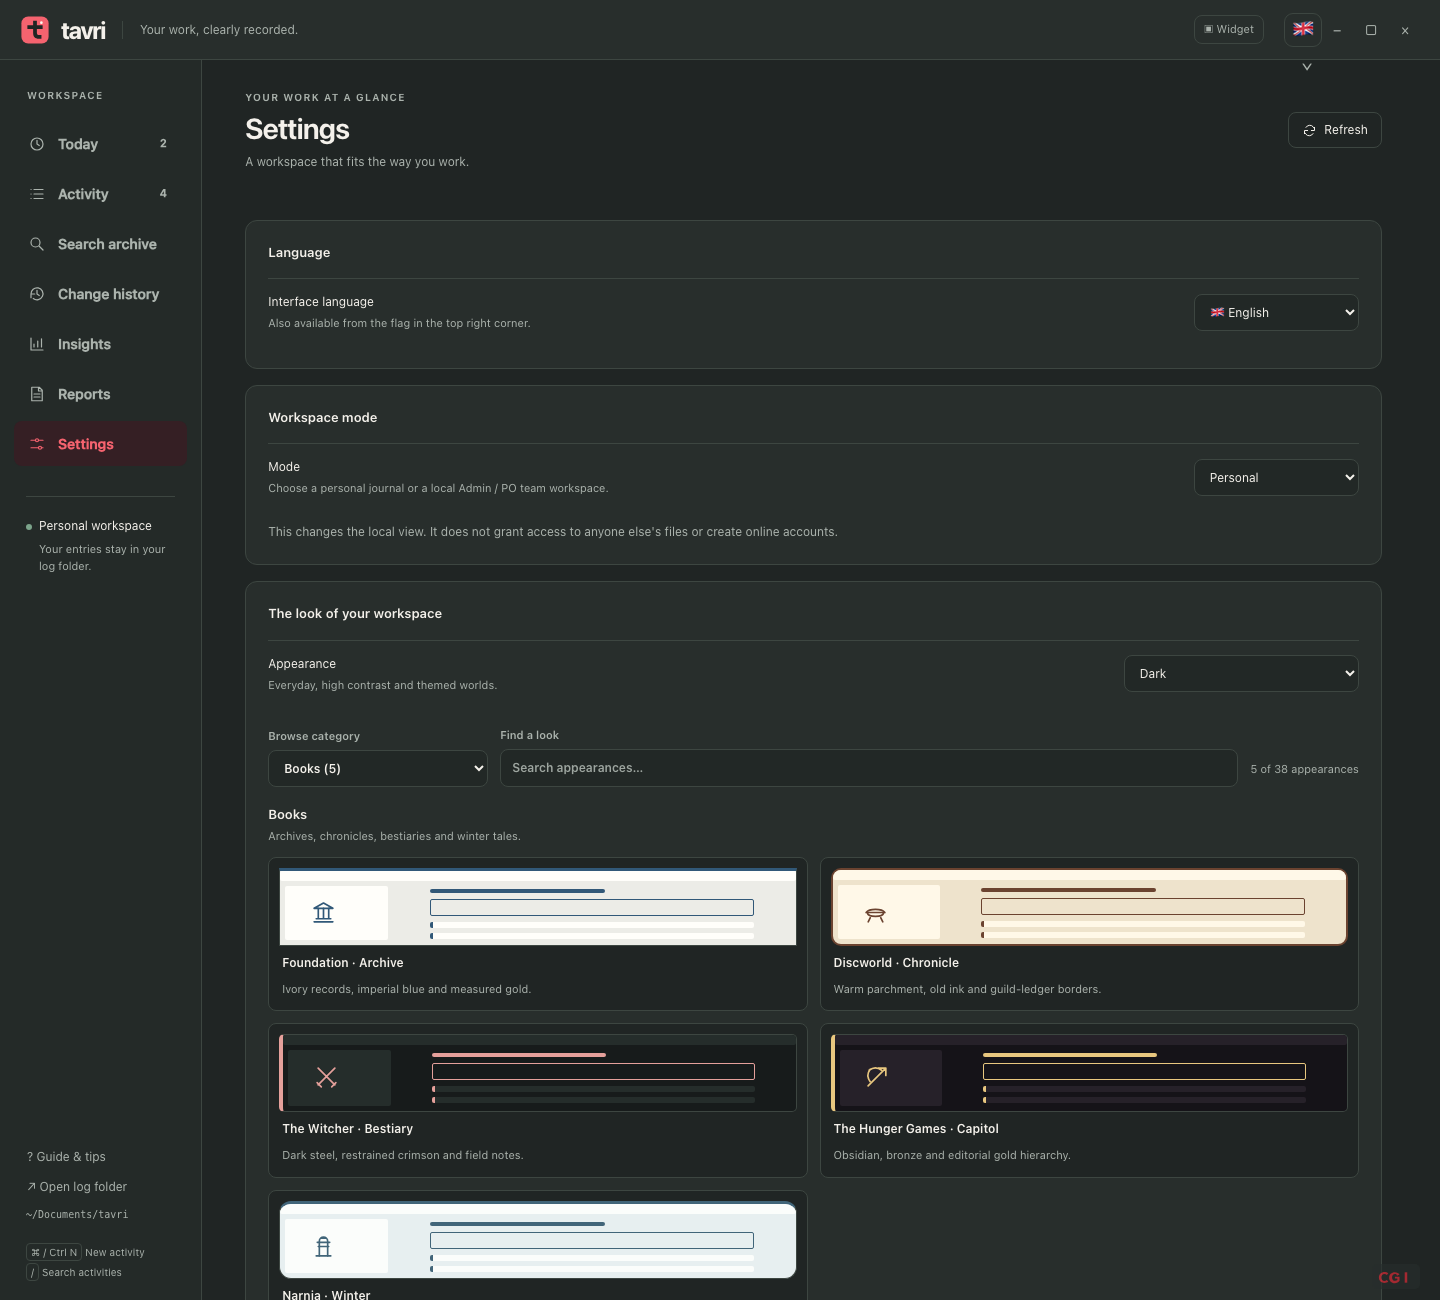 tavri
Your work, clearly recorded.
Widget
WORKSPACE
Today 2
Activity 4
Search archive
Change history
Insights
Reports
Settings
Personal workspace
Your entries stay in your
log folder.
? Guide & tips
↗ Open log folder
~/Documents/tavri
⌘ / Ctrl N New activity
/ Search activities
YOUR WORK AT A GLANCE
Settings
A workspace that fits the way you work.
Refresh
Language
Interface language
Also available from the flag in the top right corner.
🇬🇧 English
Workspace mode
Mode
Choose a personal journal or a local Admin / PO team workspace.
Personal
This changes the local view. It does not grant access to anyone else's files or create online accounts.
The look of your workspace
Appearance
Everyday, high contrast and themed worlds.
Dark
Browse category
Books (5)
Find a look
Search appearances...
5 of 38 appearances
Books
Archives, chronicles, bestiaries and winter tales.
Foundation · Archive
Ivory records, imperial blue and measured gold.
Discworld · Chronicle
Warm parchment, old ink and guild-ledger borders.
The Witcher · Bestiary
Dark steel, restrained crimson and field notes.
The Hunger Games · Capitol
Obsidian, bronze and editorial gold hierarchy.
Narnia · Winter
CGI